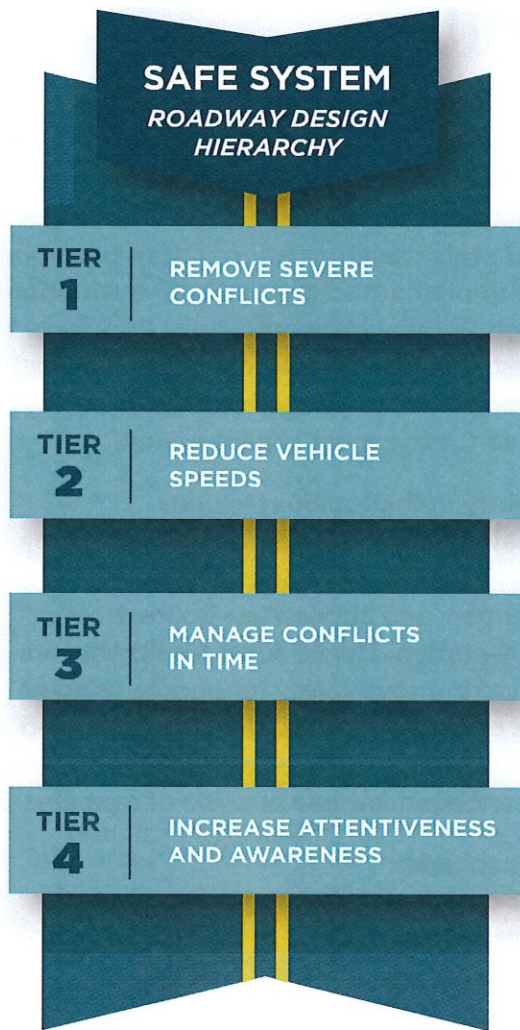 SAFE SYSTEM
ROADWAY DESIGN
HIERARCHY
TIER
1
REMOVE SEVERE
CONFLICTS
TIER
2
REDUCE VEHICLE
SPEEDS
TIER
3
MANAGE CONFLICTS
IN TIME
TIER
4
INCREASE ATTENTIVENESS
AND AWARENESS